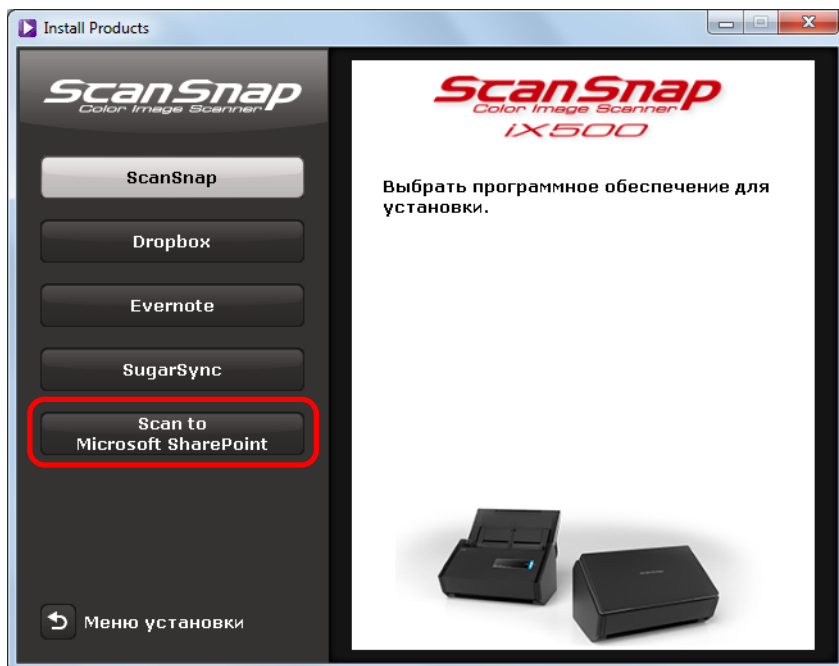 Install Products
ScanSnap
Color Image Scanner
ScanSnap
Dropbox
Evernote
SugarSync
Scan to
Microsoft SharePoint
Меню установки
ScanSnap
Color Image Scanner
iX500
Выбрать программное обеспечение для
установки.